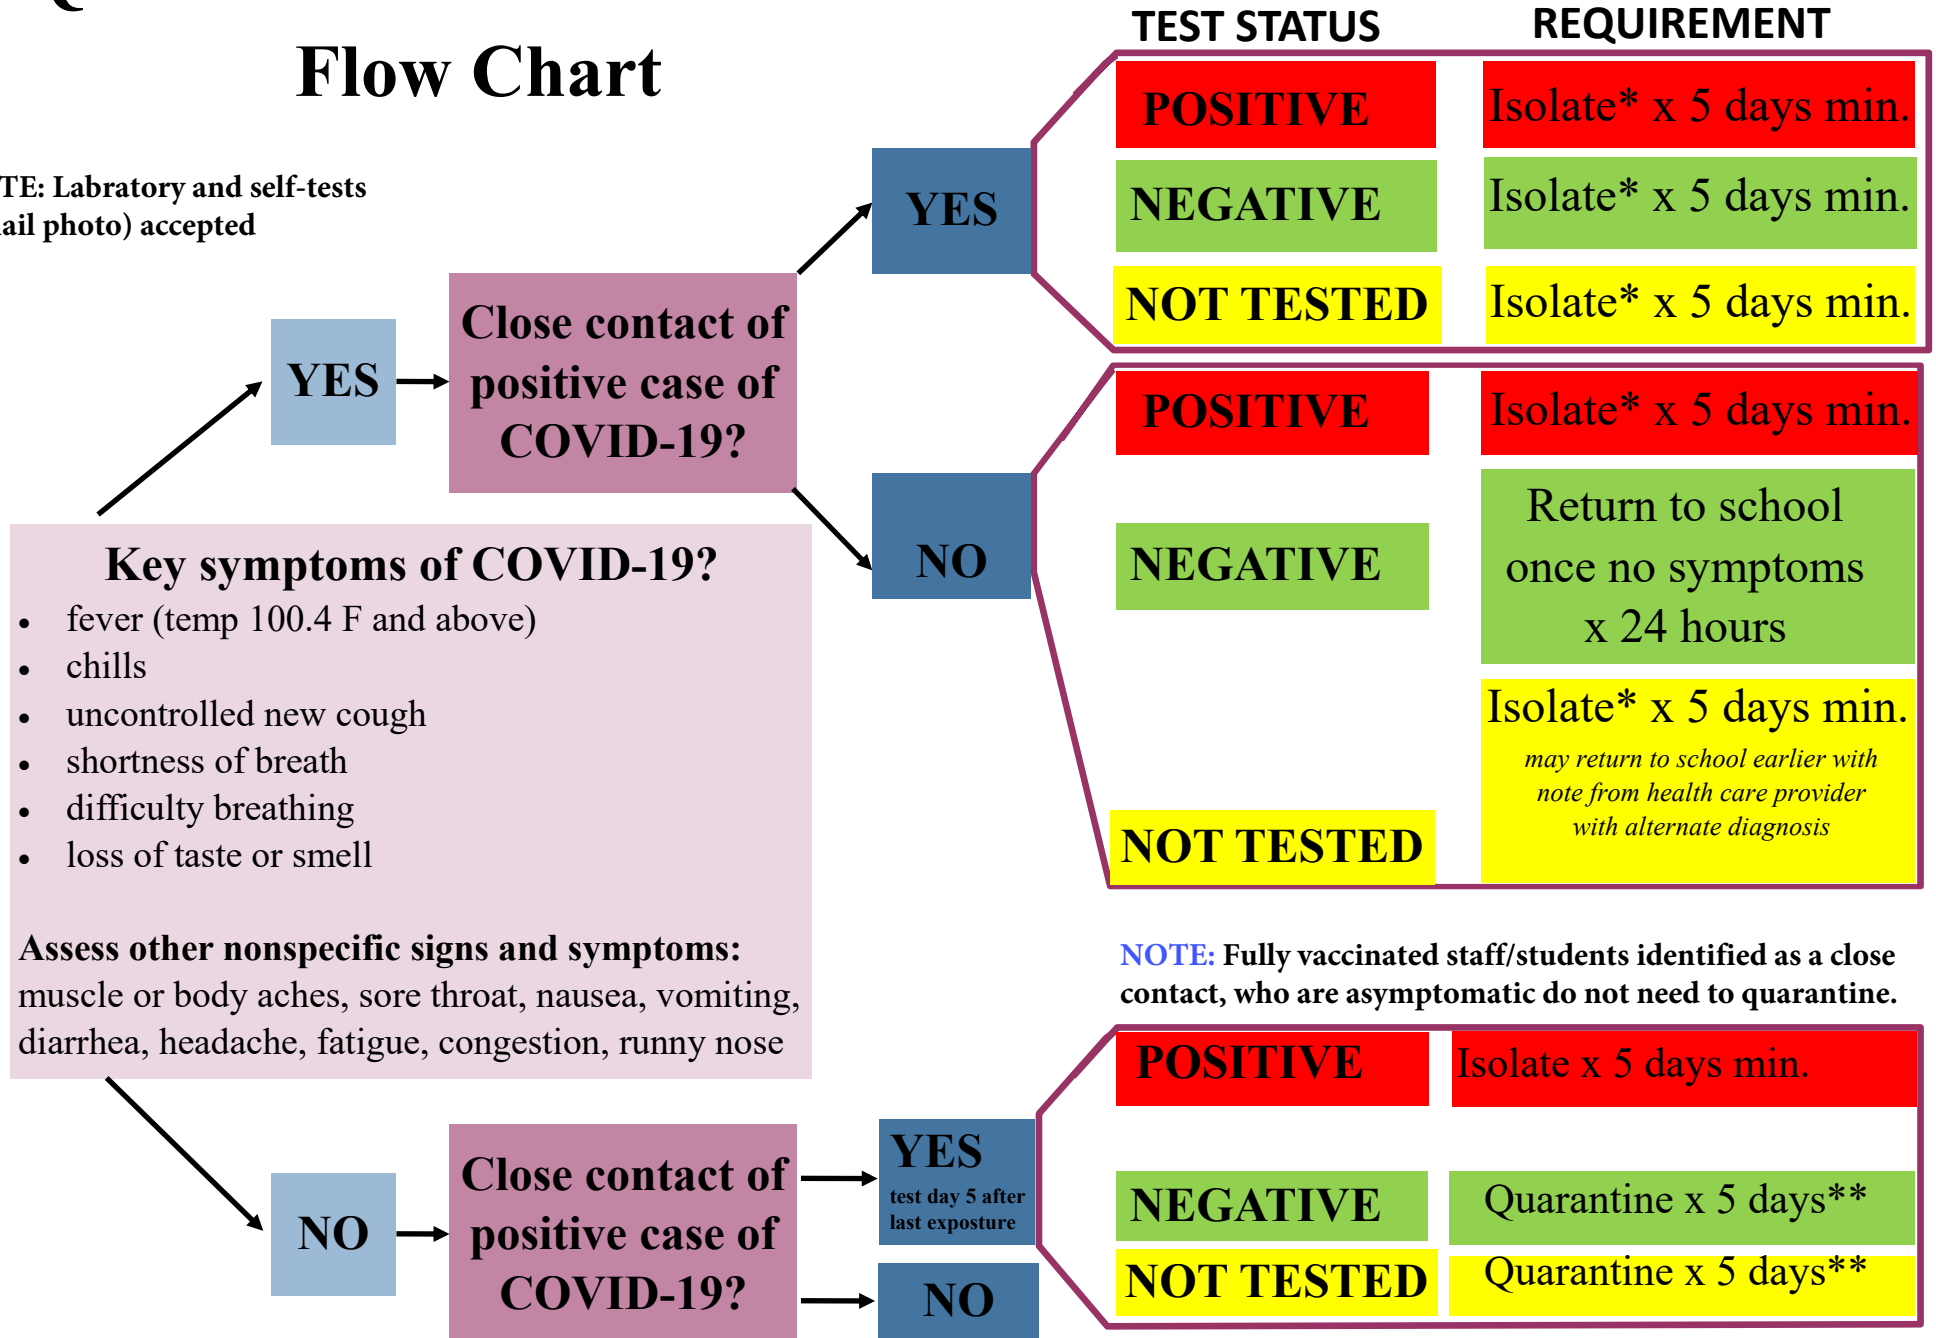 Flow Chart
TE: Labratory and self-tests
ail photo) accepted
TEST STATUS
REQUIREMENT
YES
POSITIVE
Isolate* x 5 days min.
NEGATIVE
Isolate* x 5 days min.
NOT TESTED
Isolate* x 5 days min.
YES
Close contact of
positive case of
COVID-19?
NO
POSITIVE
Isolate* x 5 days min.
NEGATIVE
Return to school
once no symptoms
x 24 hours
NOT TESTED
Isolate* x 5 days min.
may return to school earlier with
note from health care provider
with alternate diagnosis
Key symptoms of COVID-19?
• fever (temp 100.4 F and above)
• chills
• uncontrolled new cough
• shortness of breath
• difficulty breathing
• loss of taste or smell
Assess other nonspecific signs and symptoms:
muscle or body aches, sore throat, nausea, vomiting,
diarrhea, headache, fatigue, congestion, runny nose
NOTE: Fully vaccinated staff/students identified as a close
contact, who are asymptomatic do not need to quarantine.
NO
Close contact of
positive case of
COVID-19?
YES
test day 5 after
last exposture
NO
POSITIVE
Isolate x 5 days min.
NEGATIVE
Quarantine x 5 days**
NOT TESTED
Quarantine x 5 days**